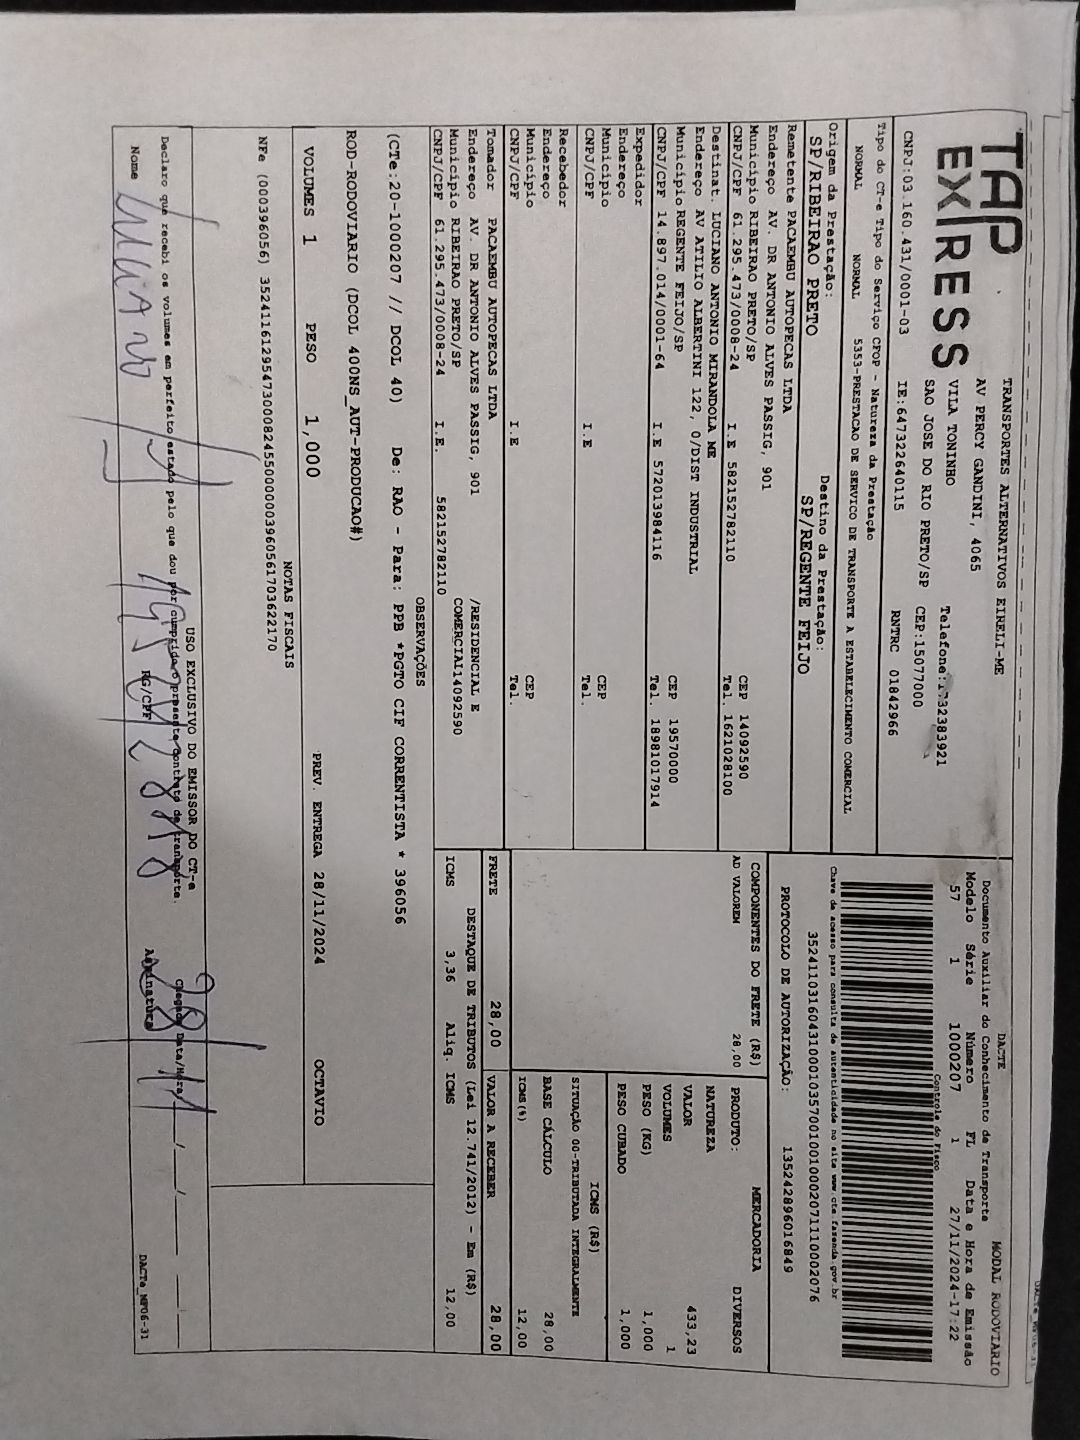 TAP
EXPRESS
TRANSPORTES ALTERNATIVOS EIRELI-ME
AV PERCY GANDINI, 4065
VILA TONINHO
SAO JOSE DO RIO PRETO/SP
CEP:15077000
CNPJ:03.160.431/0001-03
IE:647322640115
RNTRC 01842966
Tipo do CT-e Tipo do Serviço CFOP - Natureza da Prestação
NORMAL NORMAL 5353-PRESTACAO DE SERVICO DE TRANSPORTE A ESTABELECIMENTO COMERCIAL
Origem da Prestação:
SP/RIBEIRAO PRETO
Destino da Prestação:
SP/REGENTE FEIJO
Remetente PACAEMBU AUTOPECAS LTDA
Endereço AV. DR ANTONIO ALVES PASSIG, 901
Município RIBEIRAO PRETO/SP CEP 14092590
CNPJ/CPF 61.295.473/0008-24 I.E 582152782110 Tel. 1621028100
Destinat. LUCIANO ANTONIO MIRANDOLA ME
Endereço AV ATILIO ALBERTINI 122, 0/DIST INDUSTRIAL
Município REGENTE FEIJO/SP CEP 19570000
CNPJ/CPF 14.897.014/0001-64 I.E 572013984116 Tel. 18981017914
Expedidor
Endereço
Município CEP
CNPJ/CPF I.E Tel.
Recebedor
Endereço
Município CEP
CNPJ/CPF I.E Tel.
Tomador PACAEMBU AUTOPECAS LTDA
Endereço AV. DR ANTONIO ALVES PASSIG, 901 /RESIDENCIAL E
Município RIBEIRAO PRETO/SP COMERCIAI14092590
CNPJ/CPF 61.295.473/0008-24 I.E. 582152782110
DACTE
MODAL RODOVIARIO
Documento Auxiliar do Conhecimento de Transporte
Modelo Série Número FL Data e Hora de Emissão
57 1 1000207 1 27/11/2024-17:22
Controle do Fisco
Chave de acesso para consulta de autenticidade no site www.cte.fazenda.gov.br
35241103160431000103570010010002071110002076
PROTOCOLO DE AUTORIZAÇÃO: 135242896016849
COMPONENTES DO FRETE (R$)
AD VALOREM 28,00
MERCADORIA
PRODUTO: DIVERSOS
NATUREZA
VALOR 433,23
VOLUMES 1
PESO (KG) 1,000
PESO CUBADO 1,000
ICMS (R$)
SITUAÇÃO 00-TRIBUTADA INTEGRALMENTE
BASE CÁLCULO 28,00
ICMS(%) 12,00
FRETE 28,00 VALOR A RECEBER 28,00
DESTAQUE DE TRIBUTOS (Lei 12.741/2012) - Em (R$)
ICMS 3,36 Aliq. ICMS 12,00
OBSERVAÇÕES
(CTe:20-1000207 // DCOL 40) De: RAO - Para: PPB *PGTO CIF CORRENTISTA * 396056
ROD-RODOVIARIO (DCOL 400NS_AUT-PRODUCAO#)
VOLUMES 1 PESO 1,000 PREV. ENTREGA 28/11/2024 OCTAVIO
NOTAS FISCAIS
NFe (000396056) 35241161295473000824550000003960561703622170
USO EXCLUSIVO DO EMISSOR DO CT-e
Declaro que recebi os volumes em perfeito estado pelo que dou por cumprido o presente contrato de transporte.
Chegada Data/Hora
28/11
Nome RG/CPF Assinatura
DACTe_NP06-31